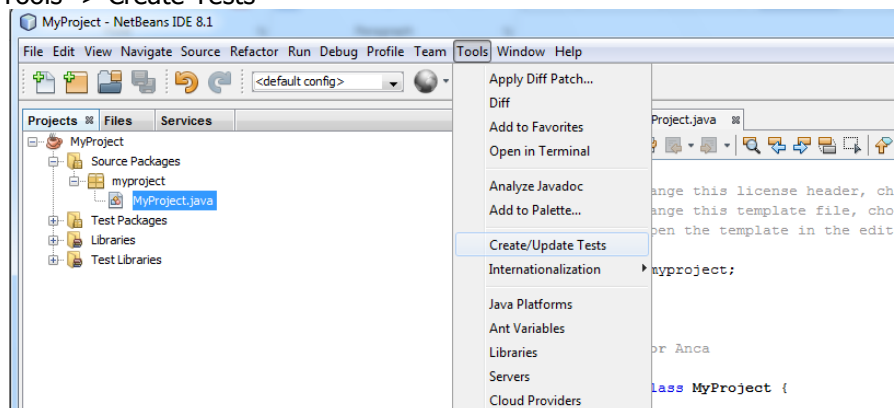 Tools -> Create Tests
MyProject - NetBeans IDE 8.1
File Edit View Navigate Source Refactor Run Debug Profile Team Tools Window Help
<default config>
Apply Diff Patch...
Diff
Projects Files Services
Project.java
Add to Favorites
MyProject
Open in Terminal
Source Packages
myproject
Analyze Javadoc
ange this license header, ch
MyProject.java
Add to Palette...
ange this template file, cho
Test Packages
pen the template in the edit
Libraries
Create/Update Tests
Test Libraries
Internationalization
myproject;
Java Platforms
Ant Variables
Libraries
or Anca
Servers
lass MyProject {
Cloud Providers